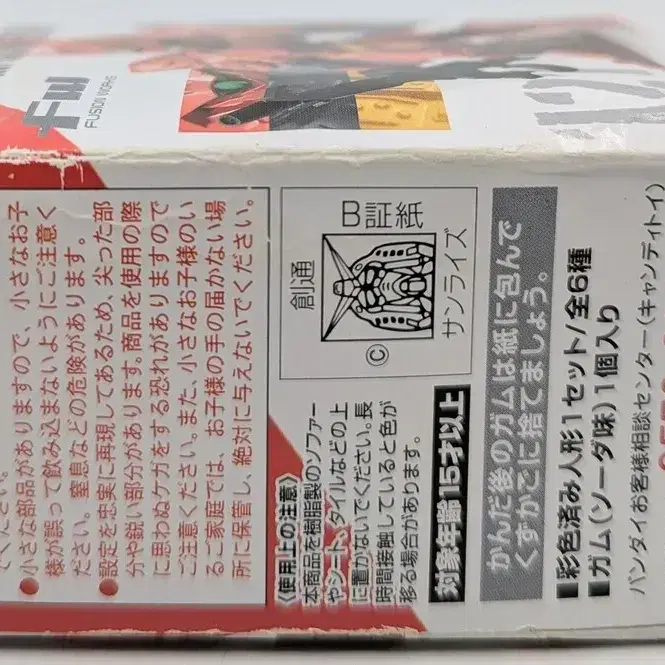 FW
FUSION WORKS
ください。
●小さな部品がありますので、小さなお子
様が誤って飲み込まないようにご注意く
ださい。窒息などの危険があります。
●設定を忠実に再現してあるため、尖った部
分や鋭い部分があります。商品を使用の際
に思わぬケガをする恐れがありますので
ご注意ください。また、小さなお子様のい
るご家庭では、お子様の手の届かない場
所に保管し、絶対に与えないでください。
B証紙
創通
サンライズ
©
〈使用上の注意〉
本商品を樹脂製のソファー
やシート、タイルなどの上
に置かないでください。長
時間接触していると色が
移る場合があります。
対象年齢15才以上
かんだ後のガムは紙に包んで
くずかごに捨てましょう。
■彩色済み人形1セット/全6種
■ガム(ソーダ味)1個入り
バンダイお客様相談センター(キャンディトイ)